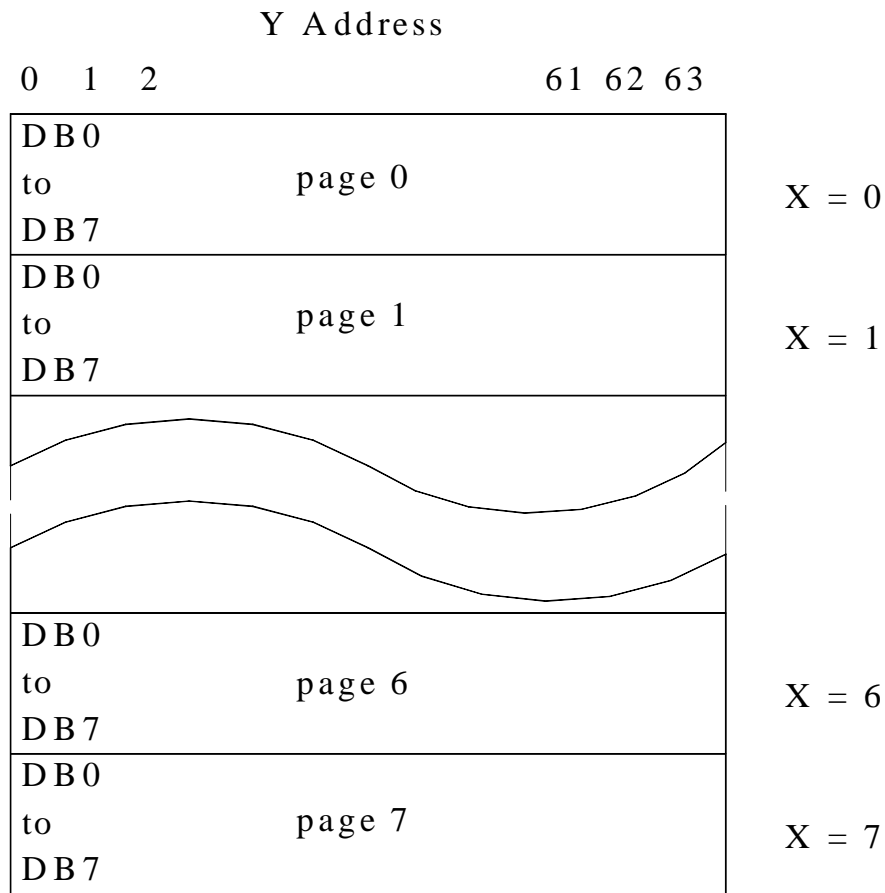 Y Address
0 1 2 61 62 63
DB0
to
DB7
page 0
X = 0
DB0
to
DB7
page 1
X = 1
DB0
to
DB7
page 6
X = 6
DB0
to
DB7
page 7
X = 7